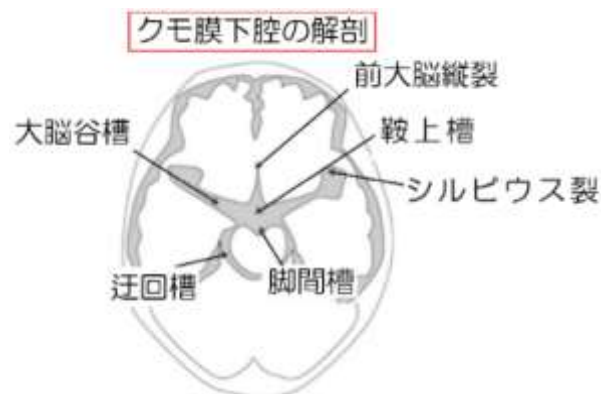 クモ膜下腔の解剖
前大脳縦裂
大脳谷槽
鞍上槽
シルビウス裂
迂回槽
脚間槽